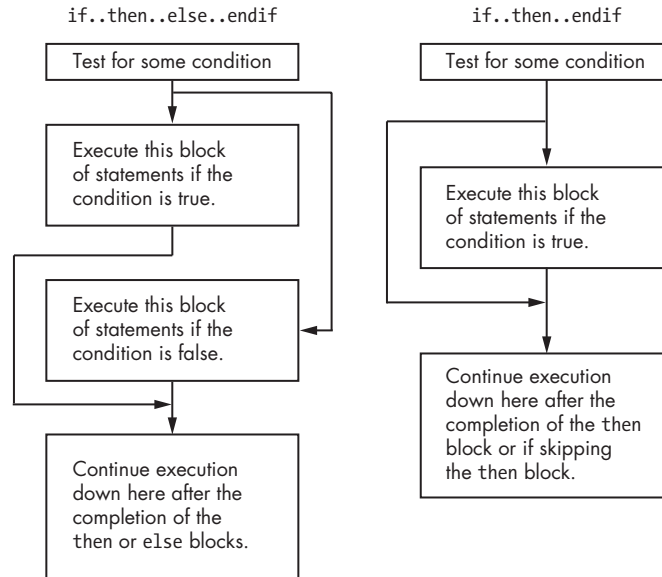 if..then..else..endif
Test for some condition
Execute this block
of statements if the
condition is true.
Execute this block
of statements if the
condition is false.
Continue execution
down here after the
completion of the
then or else blocks.
if..then..endif
Test for some condition
Execute this block
of statements if the
condition is true.
Continue execution
down here after the
completion of the then
block or if skipping
the then block.